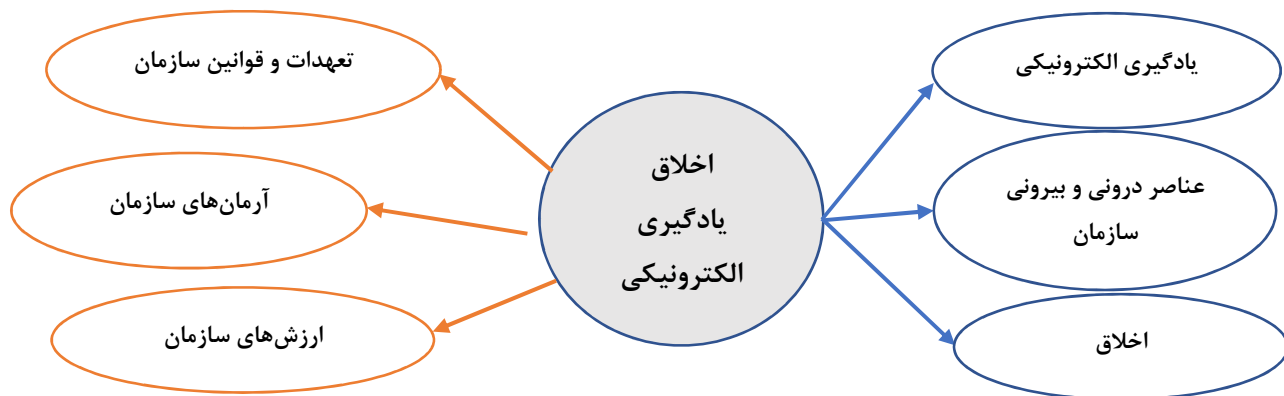 یادگیری الکترونیکی
عناصر درونی و بیرونی
سازمان
اخلاق
اخلاق
یادگیری
الکترونیکی
تعهدات و قوانین سازمان
آرمان‌های سازمان
ارزش‌های سازمان